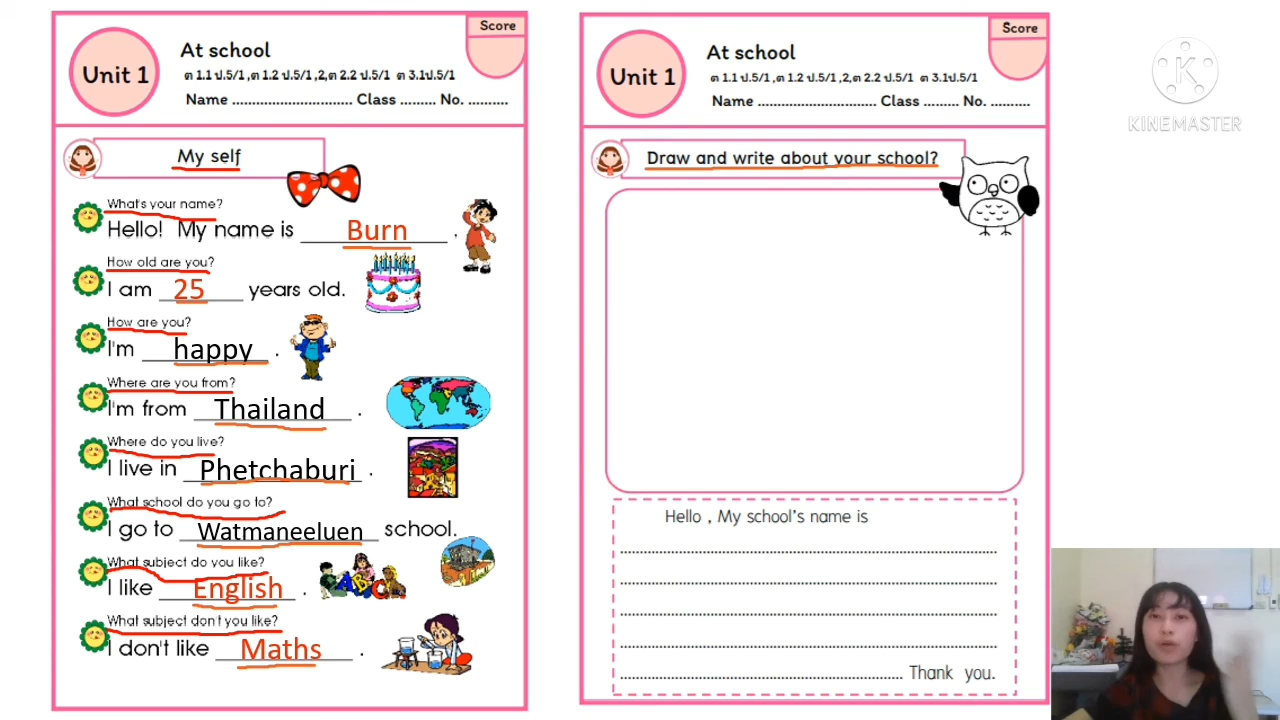 Score
Unit 1
At school
ต 1.1 ป.5/1 ,ต 1.2 ป.5/1 ,2,ต 2.2 ป.5/1 ต 3.1ป.5/1
Name .............................. Class ......... No. ..........
My self
What's your name?
Hello! My name is Burn .
How old are you?
I am 25 years old.
How are you?
I'm happy .
Where are you from?
I'm from Thailand .
Where do you live?
I live in Phetchaburi .
What school do you go to?
I go to Watmaneeluen school.
What subject do you like?
I like English .
What subject don't you like?
I don't like Maths .
Score
Unit 1
At school
ต 1.1 ป.5/1 ,ต 1.2 ป.5/1 ,2,ต 2.2 ป.5/1 ต 3.1ป.5/1
Name .............................. Class ......... No. ..........
Draw and write about your school?
Hello , My school's name is
Thank you.
K
KINEMASTER